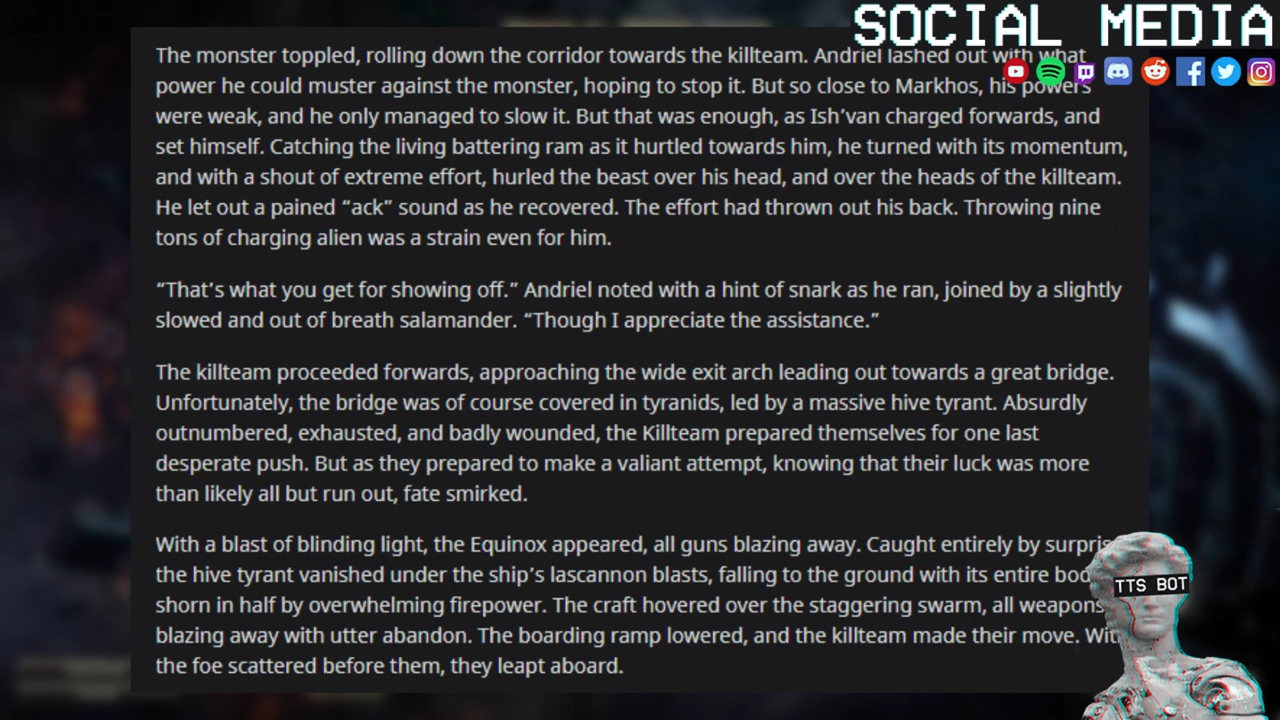 SOCIAL MEDIA
The monster toppled, rolling down the corridor towards the killteam. Andriel lashed out with what
power he could muster against the monster, hoping to stop it. But so close to Markhos, his powers
were weak, and he only managed to slow it. But that was enough, as Ish’van charged forwards, and
set himself. Catching the living battering ram as it hurtled towards him, he turned with its momentum,
and with a shout of extreme effort, hurled the beast over his head, and over the heads of the killteam.
He let out a pained “ack” sound as he recovered. The effort had thrown out his back. Throwing nine
tons of charging alien was a strain even for him.
“That’s what you get for showing off.” Andriel noted with a hint of snark as he ran, joined by a slightly
slowed and out of breath salamander. “Though I appreciate the assistance.”
The killteam proceeded forwards, approaching the wide exit arch leading out towards a great bridge.
Unfortunately, the bridge was of course covered in tyranids, led by a massive hive tyrant. Absurdly
outnumbered, exhausted, and badly wounded, the Killteam prepared themselves for one last
desperate push. But as they prepared to make a valiant attempt, knowing that their luck was more
than likely all but run out, fate smirked.
With a blast of blinding light, the Equinox appeared, all guns blazing away. Caught entirely by surpris
the hive tyrant vanished under the ship’s lascannon blasts, falling to the ground with its entire bod
shorn in half by overwhelming firepower. The craft hovered over the staggering swarm, all weapons
blazing away with utter abandon. The boarding ramp lowered, and the killteam made their move. Wit
the foe scattered before them, they leapt aboard.
TTS BOT